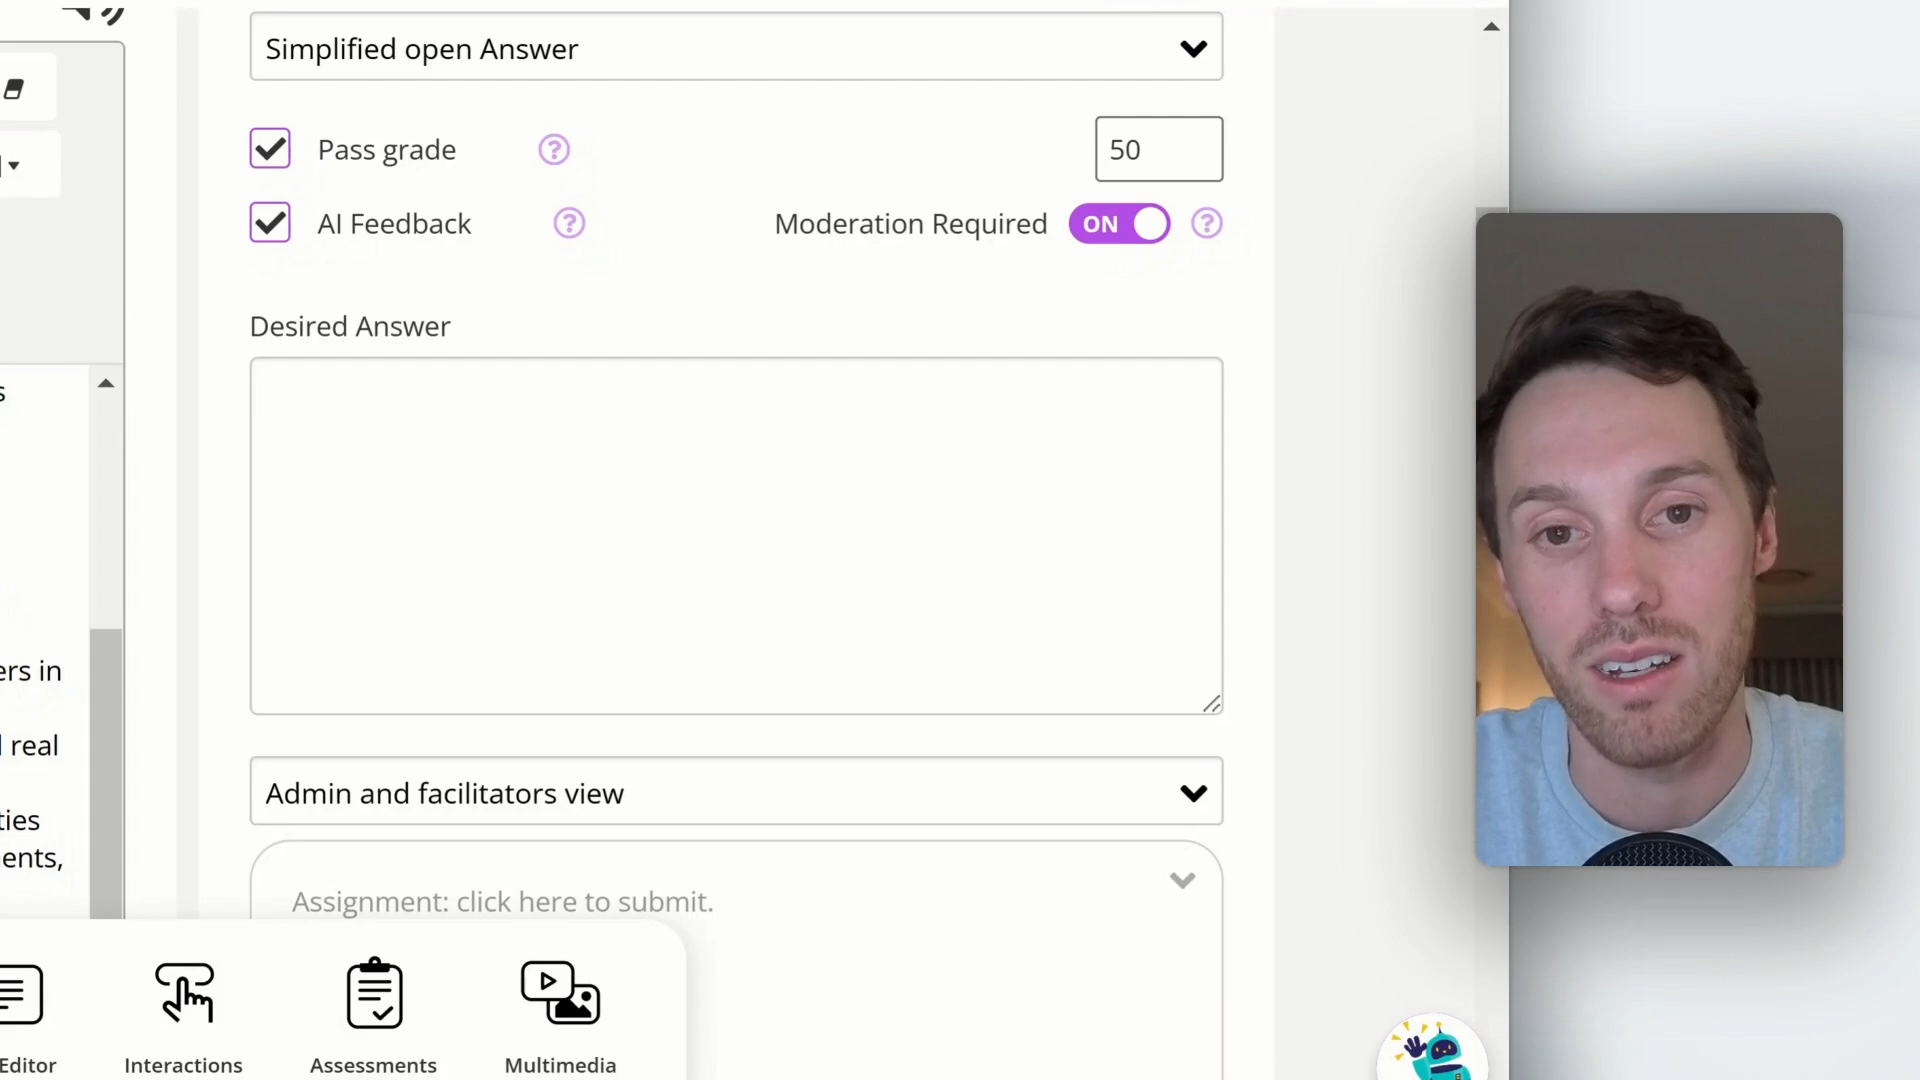 Simplified open Answer
Pass grade
50
AI Feedback
Moderation Required
ON
Desired Answer
s
ers in
l real
ties
ents,
Admin and facilitators view
Assignment: click here to submit.
Editor
Interactions
Assessments
Multimedia